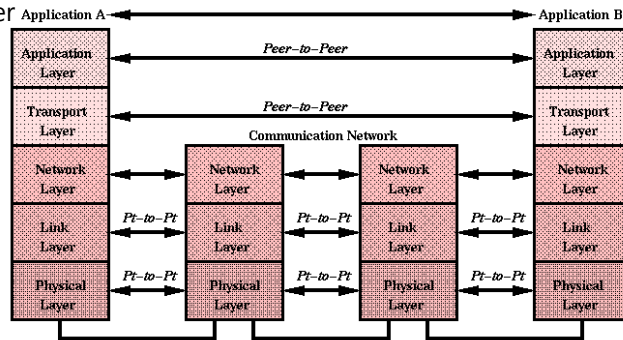 er
Application A
Application B
Application
Layer
Peer-to-Peer
Application
Layer
Transport
Layer
Peer-to-Peer
Transport
Layer
Communication Network
Network
Layer
Network
Layer
Network
Layer
Network
Layer
Link
Layer
Pt-to-Pt
Link
Layer
Pt-to-Pt
Link
Layer
Pt-to-Pt
Link
Layer
Physical
Layer
Pt-to-Pt
Physical
Layer
Pt-to-Pt
Physical
Layer
Pt-to-Pt
Physical
Layer